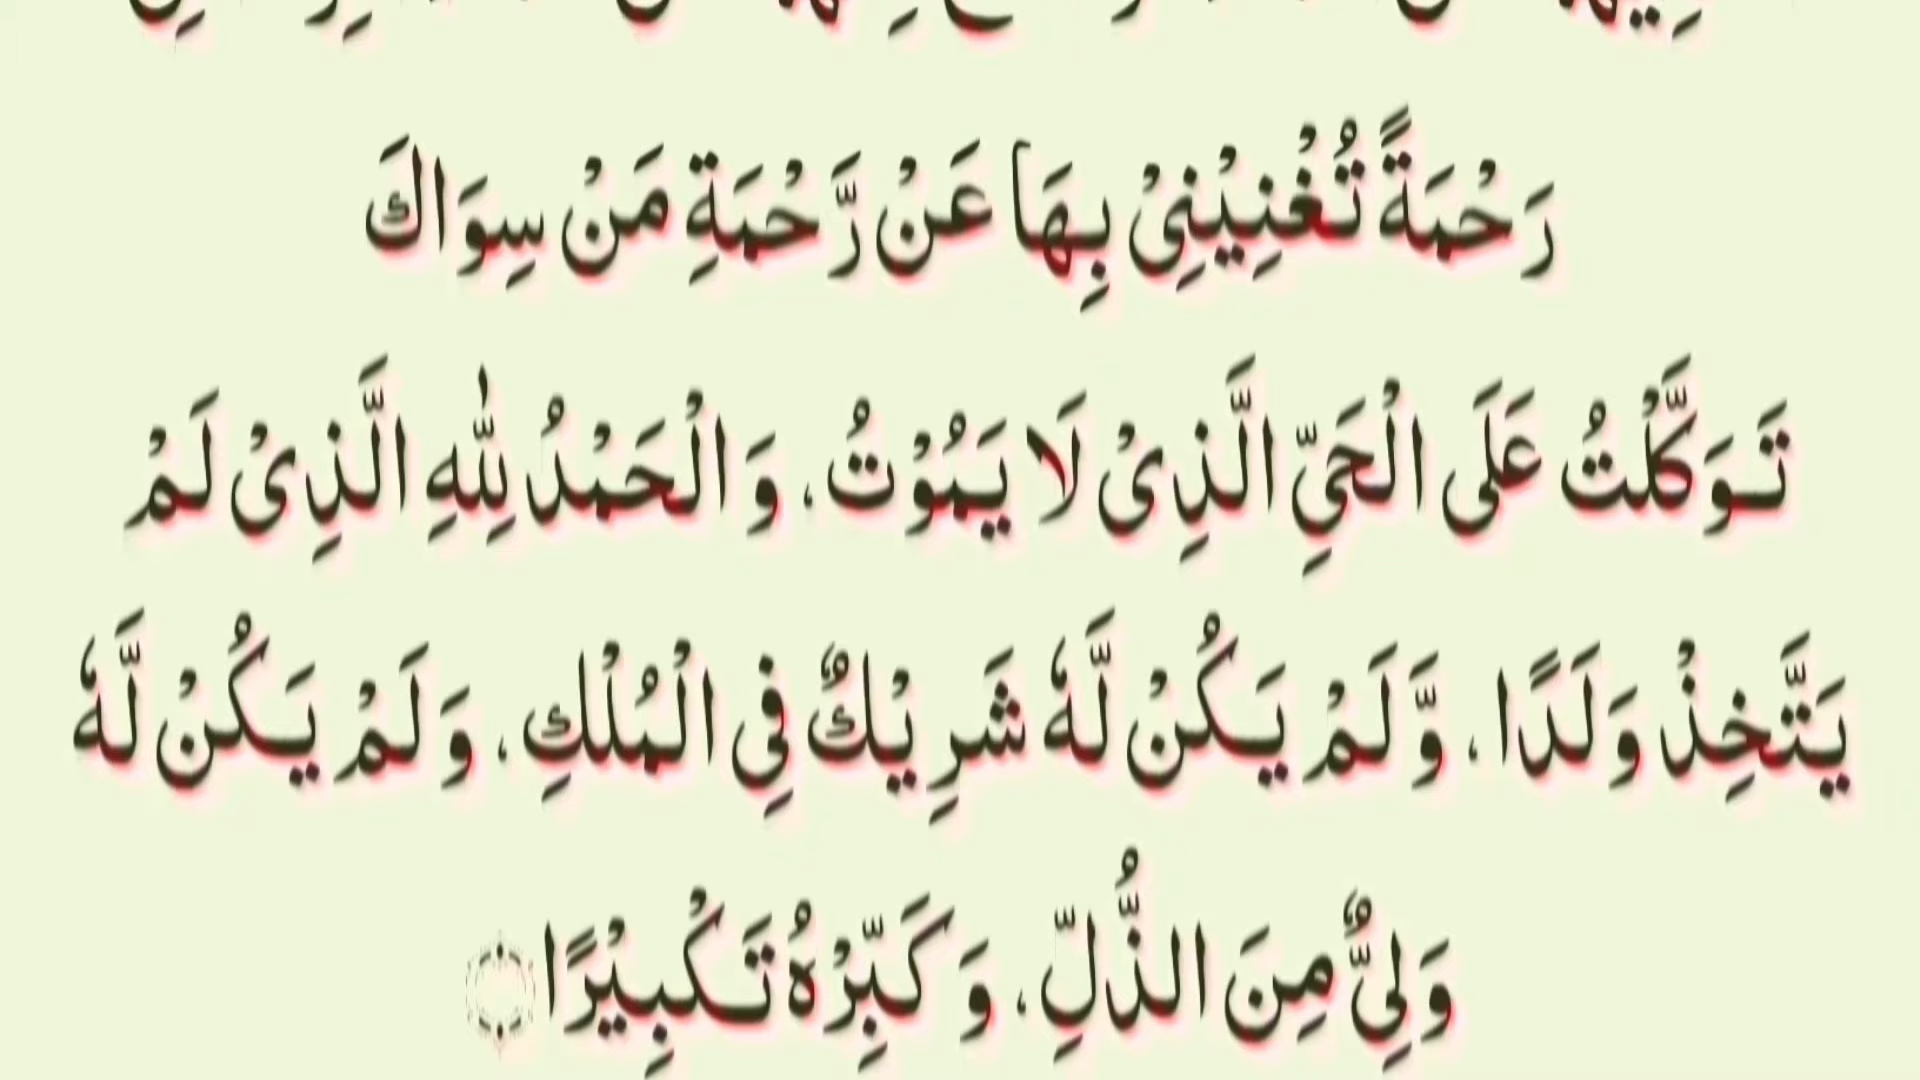 رَحْمَةً تُغْنِيْنِىْ بِهَا عَنْ رَّحْمَةِ مَنْ سِوَاكَ
تَوَكَّلْتُ عَلَى الْحَيِّ الَّذِىْ لَا يَمُوْتُ، وَالْحَمْدُ لِلّٰهِ الَّذِىْ لَمْ
يَتَّخِذْ وَلَدًا، وَّلَمْ يَكُنْ لَّهٗ شَرِيْكٌ فِى الْمُلْكِ، وَلَمْ يَكُنْ لَّهٗ
وَلِىٌّ مِنَ الذُّلِّ، وَكَبِّرْهُ تَكْبِيْرًا